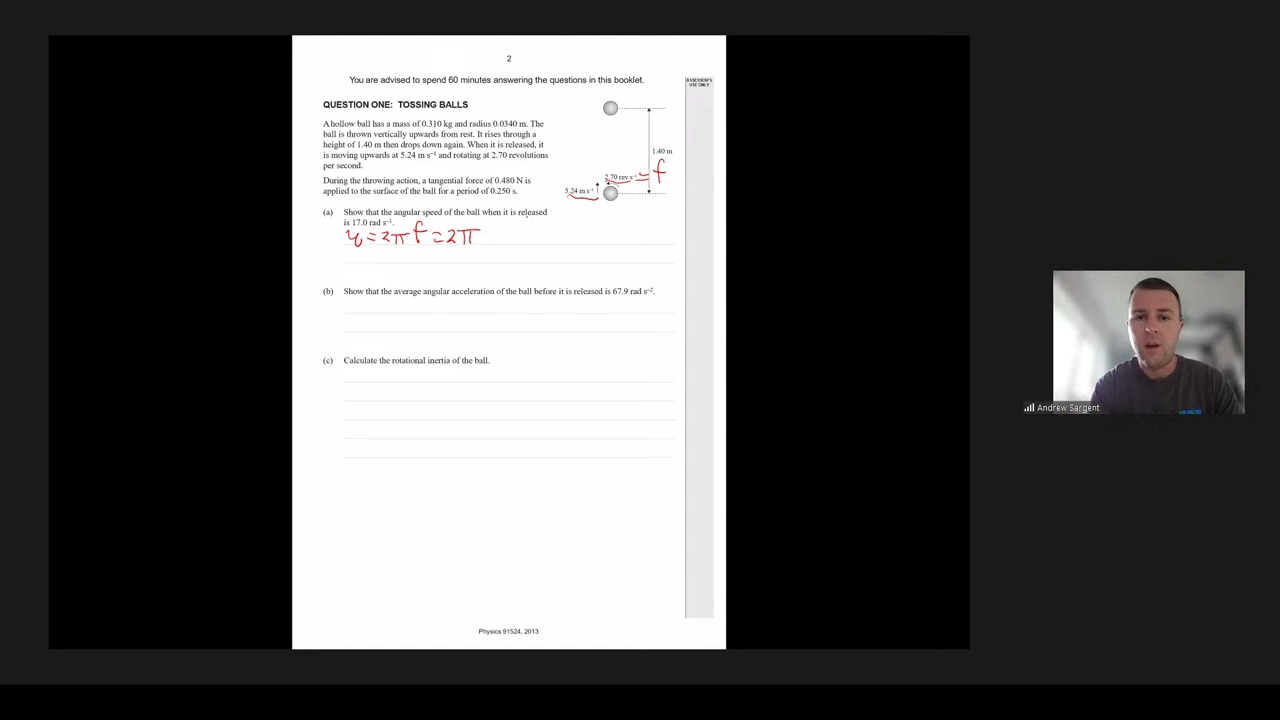 2
You are advised to spend 60 minutes answering the questions in this booklet.
ASSESSOR'S
USE ONLY
QUESTION ONE: TOSSING BALLS
A hollow ball has a mass of 0.310 kg and radius 0.0340 m. The
ball is thrown vertically upwards from rest. It rises through a
height of 1.40 m then drops down again. When it is released, it
is moving upwards at 5.24 m s⁻¹ and rotating at 2.70 revolutions
per second.
During the throwing action, a tangential force of 0.480 N is
applied to the surface of the ball for a period of 0.250 s.
1.40 m
2.70 rev s⁻¹ = f
5.24 m s⁻¹
(a) Show that the angular speed of the ball when it is released
is 17.0 rad s⁻¹.
ω = 2π f = 2π
(b) Show that the average angular acceleration of the ball before it is released is 67.9 rad s⁻².
(c) Calculate the rotational inertia of the ball.
Physics 91524, 2013
Andrew Sargent